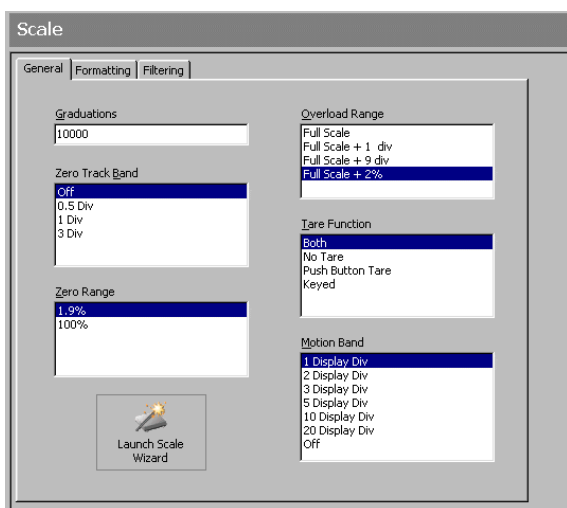 Scale
General
Formatting
Filtering
Graduations
10000
Zero Track Band
Off
0.5 Div
1 Div
3 Div
Zero Range
1.9%
100%
Launch Scale
Wizard
Overload Range
Full Scale
Full Scale + 1 div
Full Scale + 9 div
Full Scale + 2%
Tare Function
Both
No Tare
Push Button Tare
Keyed
Motion Band
1 Display Div
2 Display Div
3 Display Div
5 Display Div
10 Display Div
20 Display Div
Off